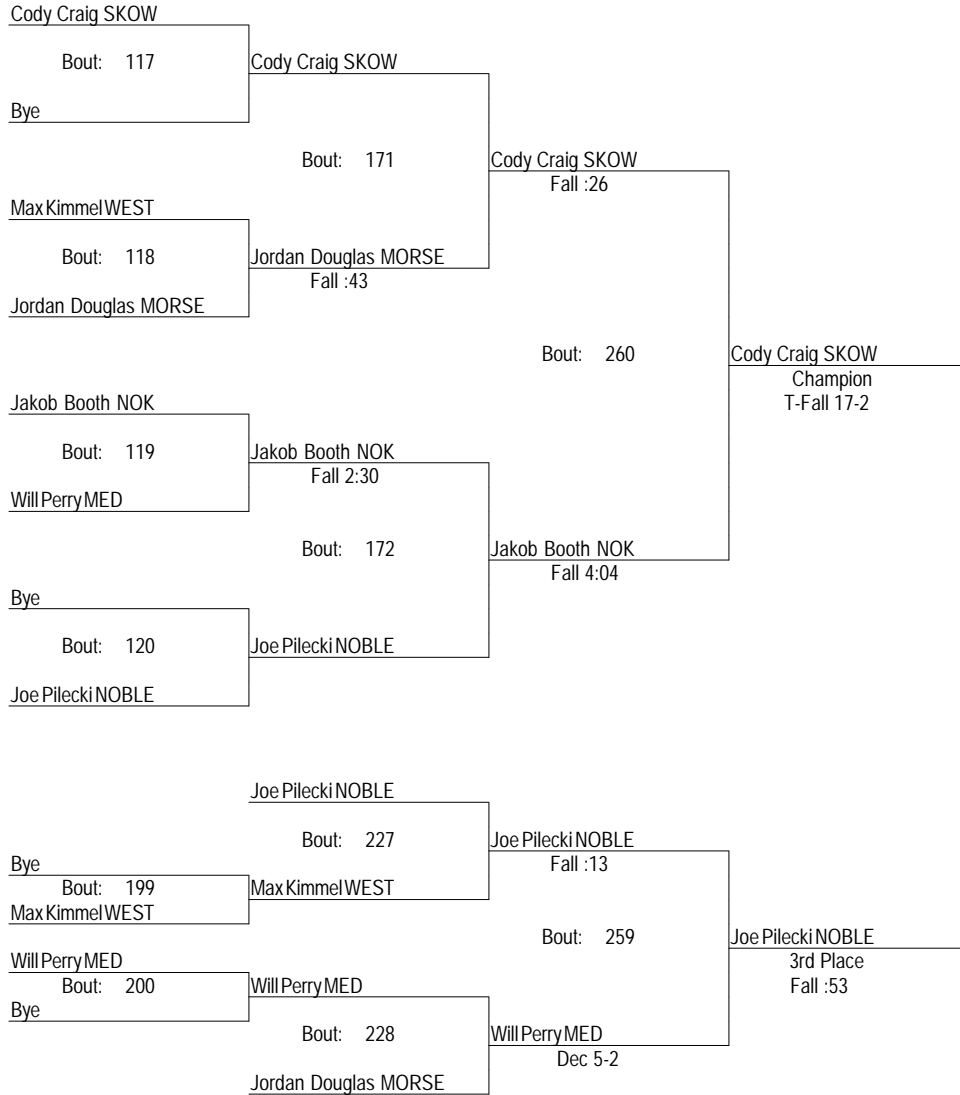 Cody Craig SKOW
Bout: 117
Cody Craig SKOW
Bye
Bout: 171
Cody Craig SKOW
Fall :26
Max Kimmel WEST
Bout: 118
Jordan Douglas MORSE
Fall :43
Jordan Douglas MORSE
Bout: 260
Cody Craig SKOW
Champion
T-Fall 17-2
Jakob Booth NOK
Bout: 119
Jakob Booth NOK
Fall 2:30
Will Perry MED
Bout: 172
Jakob Booth NOK
Fall 4:04
Bye
Bout: 120
Joe Pilecki NOBLE
Joe Pilecki NOBLE
Joe Pilecki NOBLE
Bout: 227
Joe Pilecki NOBLE
Fall :13
Bye
Bout: 199
Max Kimmel WEST
Max Kimmel WEST
Bout: 259
Joe Pilecki NOBLE
3rd Place
Fall :53
Will Perry MED
Bout: 200
Will Perry MED
Bye
Bout: 228
Will Perry MED
Dec 5-2
Jordan Douglas MORSE